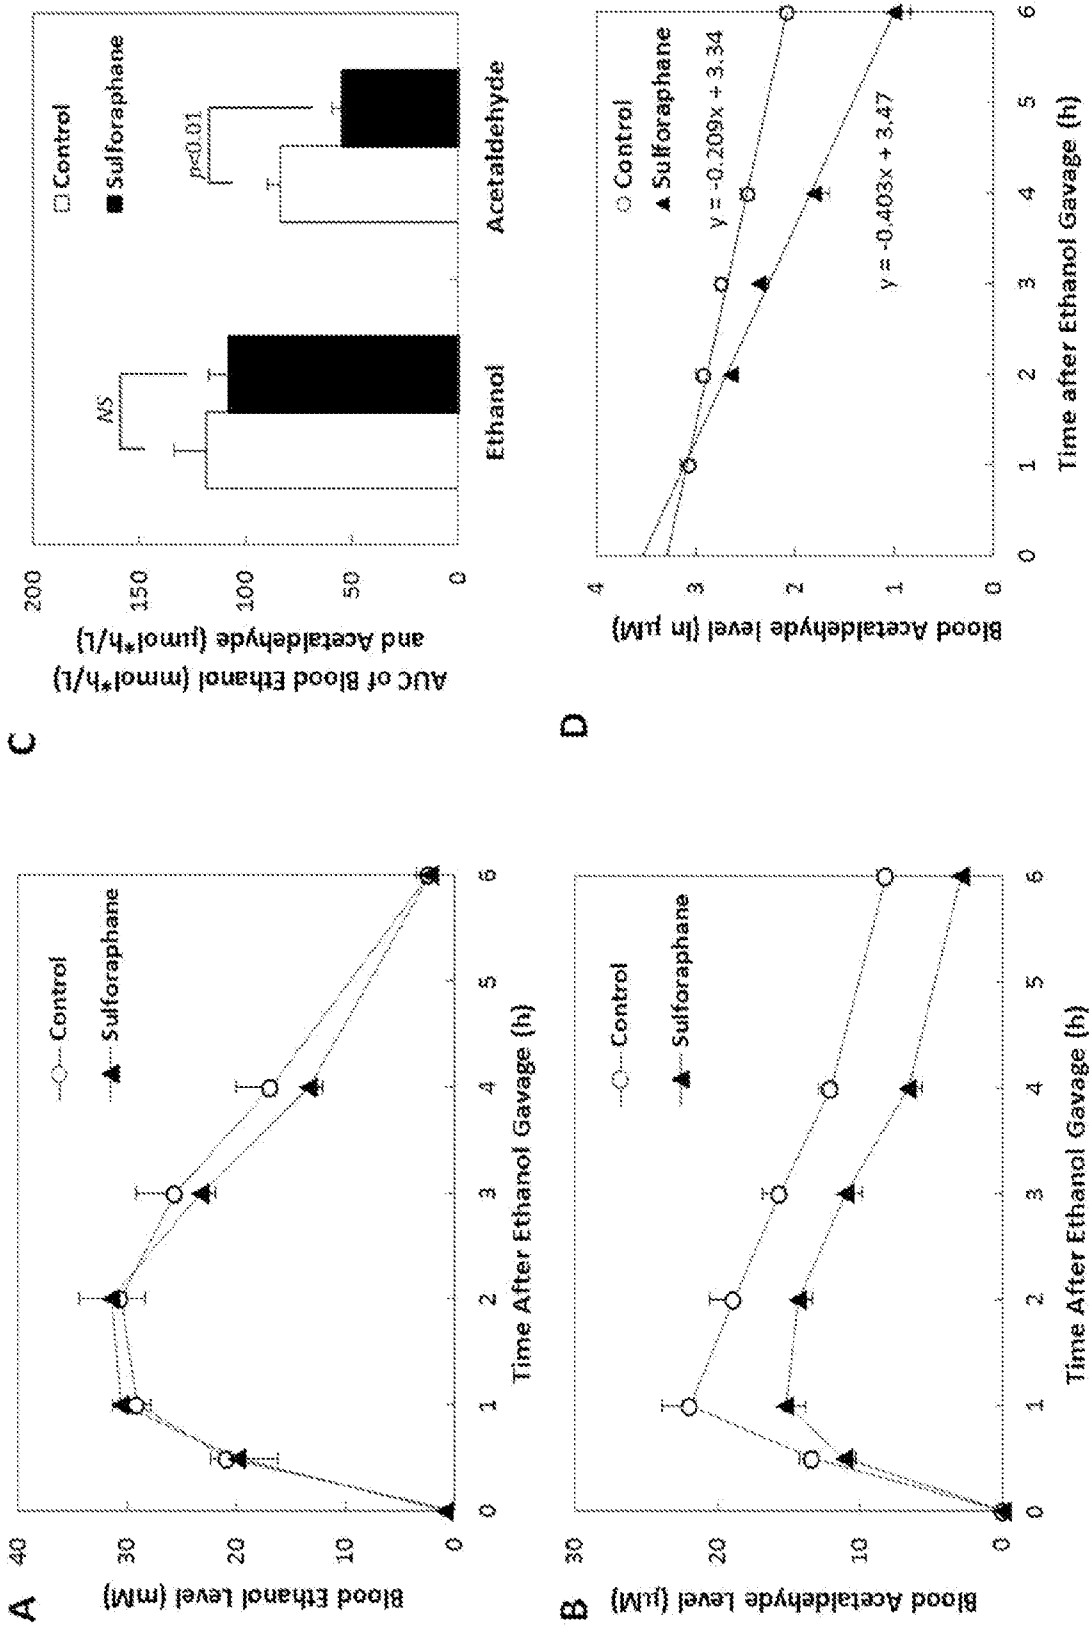 A
Blood Ethanol Level (mM)
40
30
20
10
0
0 1 2 3 4 5 6
Time After Ethanol Gavage (h)
Control
Sulforaphane
B
Blood Acetaldehyde Level (μM)
30
20
10
0
0 1 2 3 4 5 6
Time After Ethanol Gavage (h)
Control
Sulforaphane
C
AUC of Blood Ethanol (mmol*h/L)
and Acetaldehyde (μmol*h/L)
200
150
100
50
0
NS
p<0.01
Control
Sulforaphane
Ethanol Acetaldehyde
D
Blood Acetaldehyde level (ln μM)
4
3
2
1
0
0 1 2 3 4 5 6
Time after Ethanol Gavage (h)
Control
Sulforaphane
y = -0.209x + 3.34
y = -0.403x + 3.47